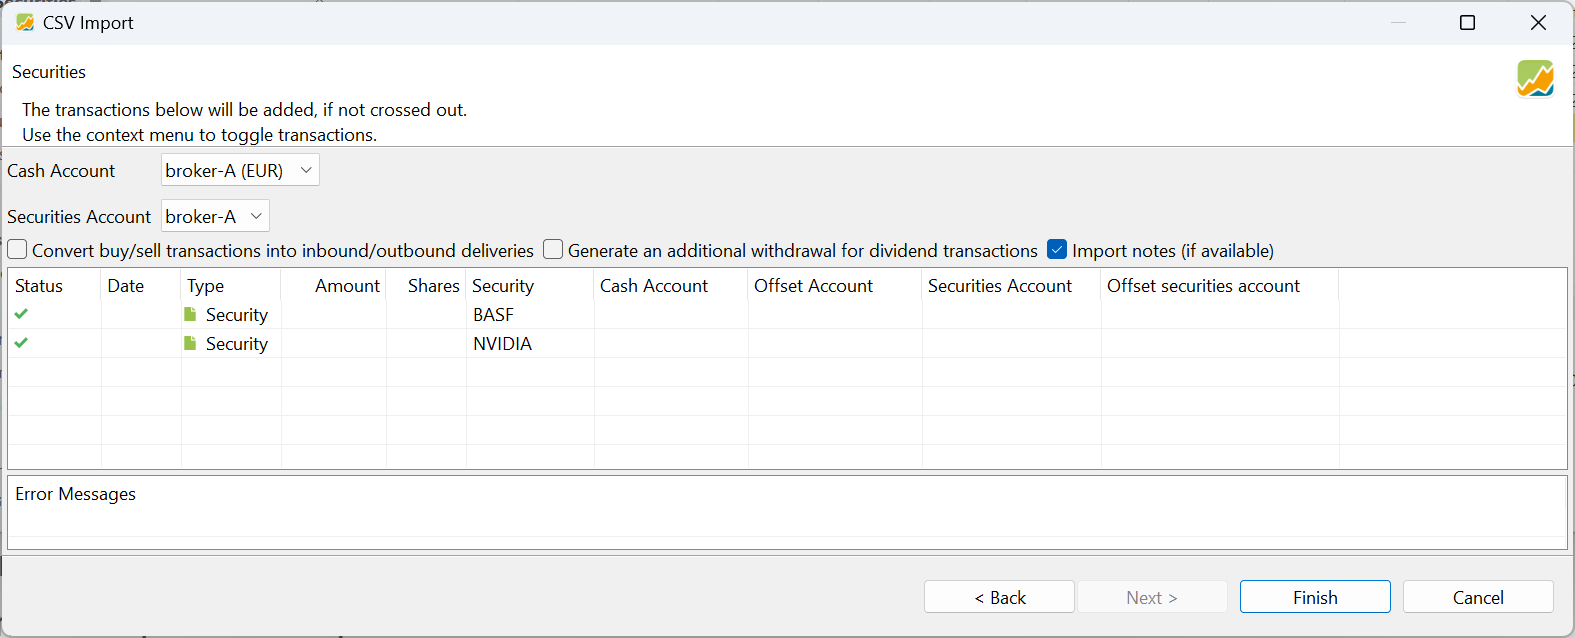 CSV Import
Securities
The transactions below will be added, if not crossed out.
Use the context menu to toggle transactions.
Cash Account broker-A (EUR)
Securities Account broker-A
Convert buy/sell transactions into inbound/outbound deliveries Generate an additional withdrawal for dividend transactions Import notes (if available)
Status Date Type Amount Shares Security Cash Account Offset Account Securities Account Offset securities account
Security BASF
Security NVIDIA
Error Messages
< Back Next > Finish Cancel